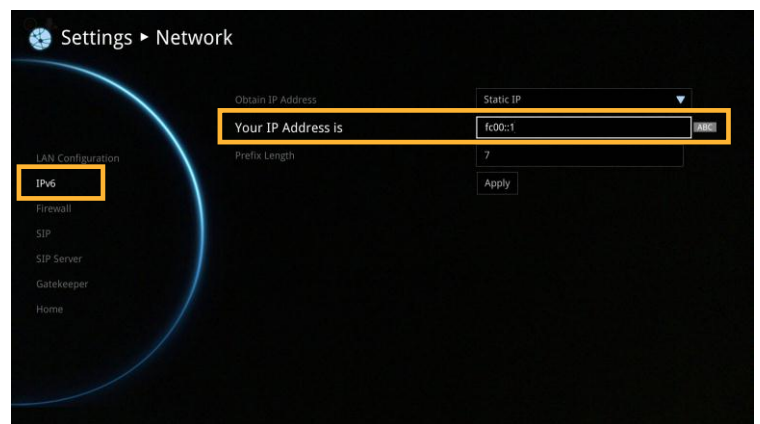 Settings ▸ Network
Obtain IP Address Static IP ▼
Your IP Address is fc00::1 ABC
Prefix Length 7
Apply
LAN Configuration
IPv6
Firewall
SIP
SIP Server
Gatekeeper
Home